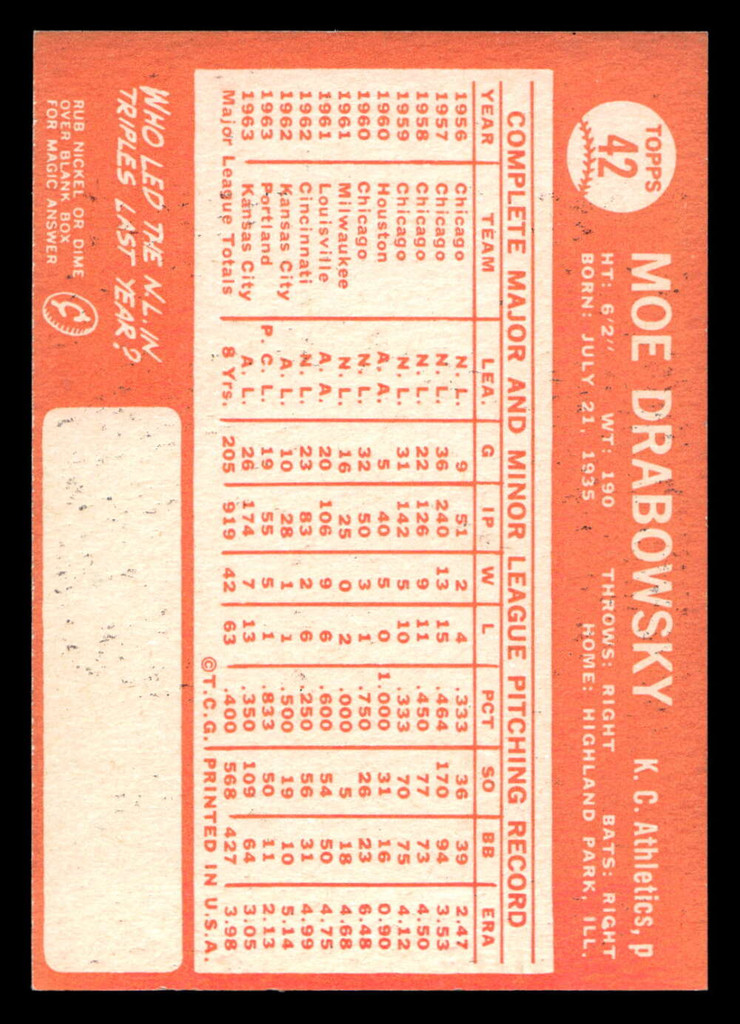 TOPPS
42
MOE DRABOWSKY K. C. Athletics, p
HT: 6'2" WT: 190 THROWS: RIGHT BATS: RIGHT
BORN: JULY 21, 1935 HOME: HIGHLAND PARK, ILL.
COMPLETE MAJOR AND MINOR LEAGUE PITCHING RECORD
YEAR TEAM LEA. G IP W L PCT SO BB ERA
1956 Chicago N. L. 9 51 2 4 .333 36 39 2.47
1957 Chicago N. L. 36 240 13 15 .464 170 94 3.53
1958 Chicago N. L. 22 126 9 11 .450 77 73 4.50
1959 Chicago N. L. 31 142 5 10 .333 70 75 4.12
1960 Houston A. A. 5 40 5 0 1.000 31 16 0.90
1960 Chicago N. L. 32 50 3 1 .750 26 23 6.48
1961 Milwaukee N. L. 16 25 0 2 .000 5 18 4.68
1961 Louisville A. A. 20 106 9 6 .600 54 50 4.75
1962 Cincinnati N. L. 23 83 2 6 .250 56 31 4.99
1962 Kansas City A. L. 10 28 1 1 .500 19 10 5.14
1963 Portland P. C. L. 19 55 5 1 .833 50 11 2.13
1963 Kansas City A. L. 26 174 7 13 .350 109 64 3.05
Major League Totals 8 Yrs. 205 919 42 63 .400 568 427 3.98
©T.C.G. PRINTED IN U.S.A.
WHO LED THE N.L. IN
TRIPLES LAST YEAR?
RUB NICKEL OR DIME
OVER BLANK BOX
FOR MAGIC ANSWER